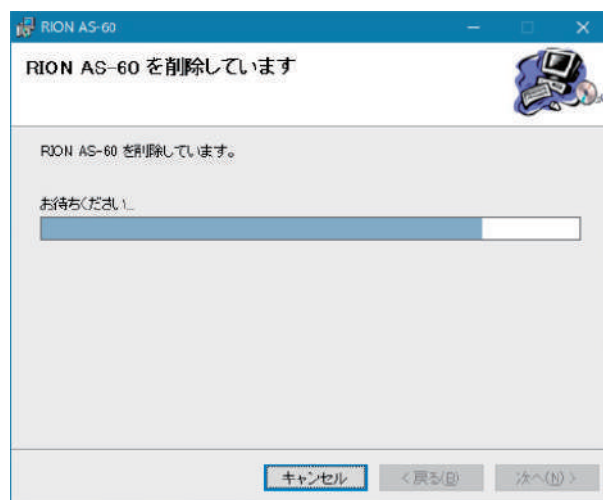 RION AS-60
RION AS-60 を削除しています
RION AS-60 を削除しています。
お待ちください...
キャンセル
< 戻る(B)
次へ(N) >